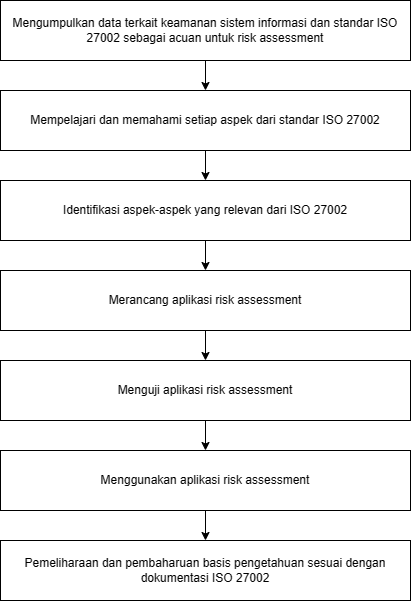 Mengumpulkan data terkait keamanan sistem informasi dan standar ISO
27002 sebagai acuan untuk risk assessment
Mempelajari dan memahami setiap aspek dari standar ISO 27002
Identifikasi aspek-aspek yang relevan dari ISO 27002
Merancang aplikasi risk assessment
Menguji aplikasi risk assessment
Menggunakan aplikasi risk assessment
Pemeliharaan dan pembaharuan basis pengetahuan sesuai dengan
dokumentasi ISO 27002